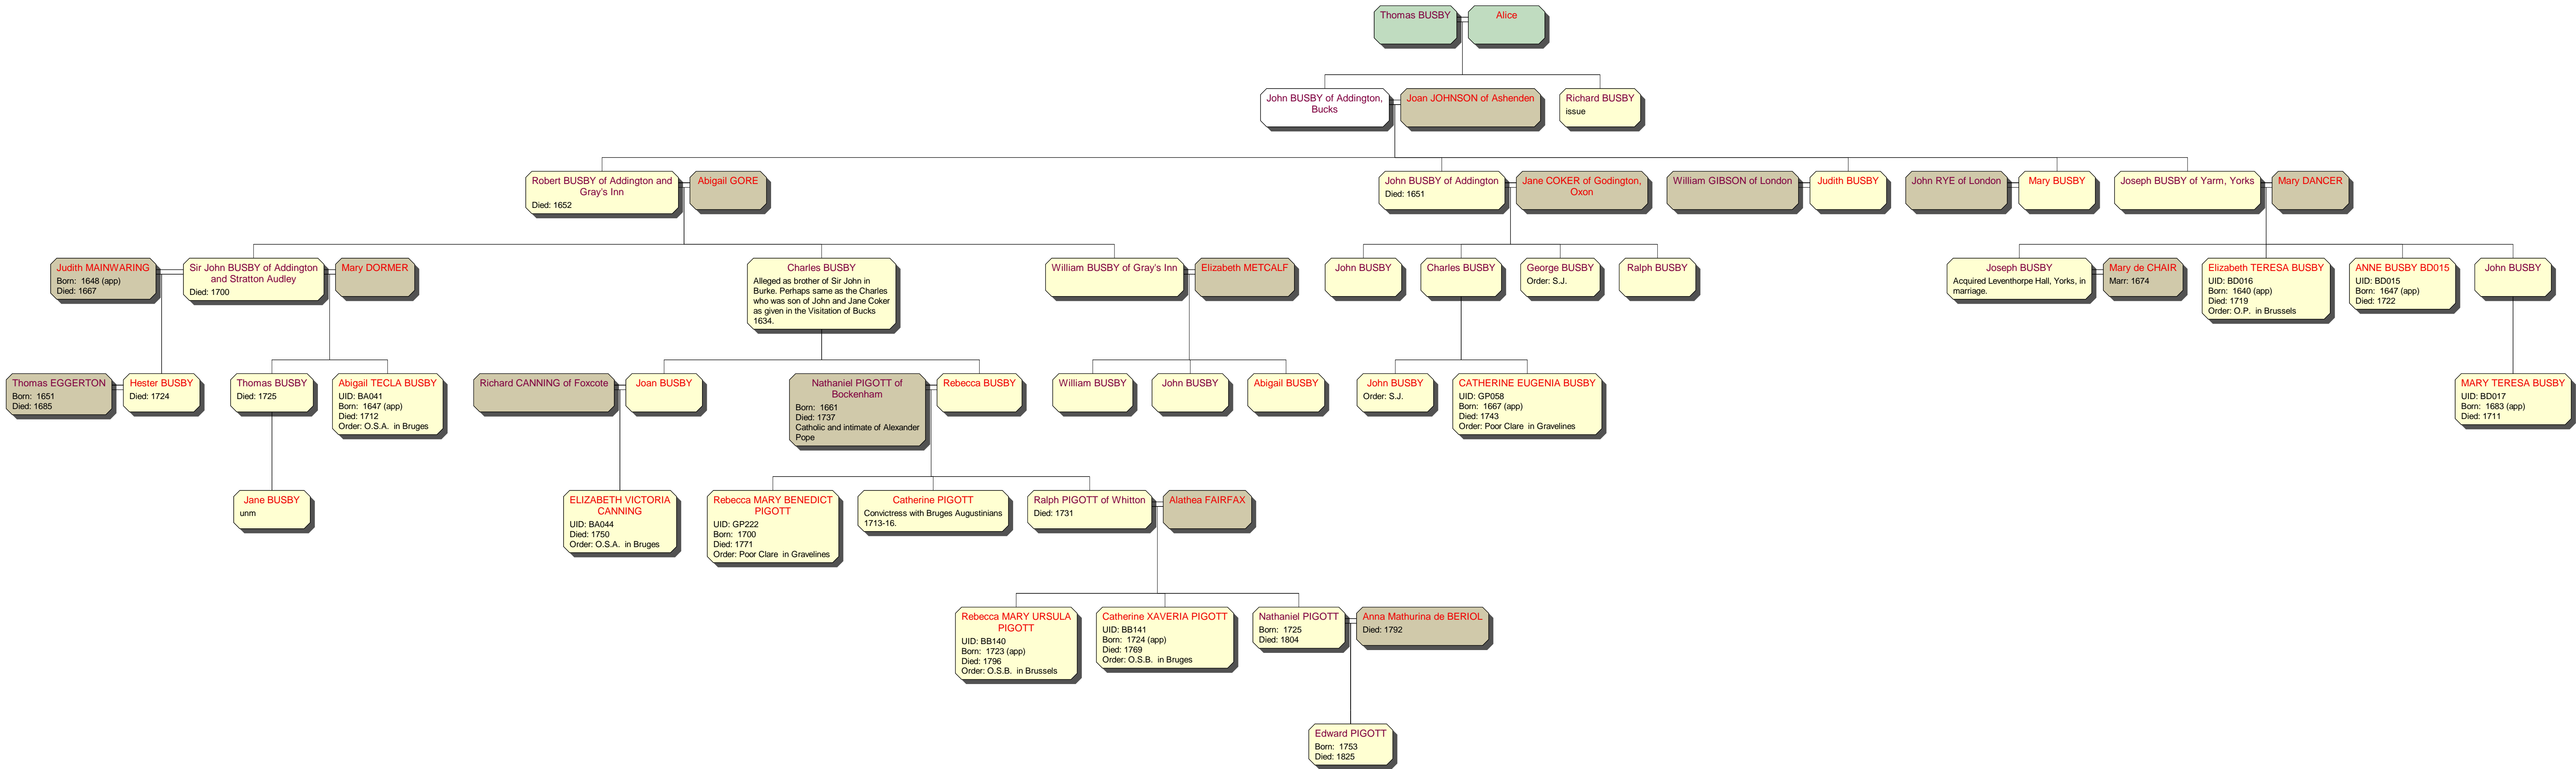 Thomas BUSBY
Alice
John BUSBY of Addington,
Bucks
Joan JOHNSON of Ashenden
Richard BUSBY
issue
Robert BUSBY of Addington and
Gray's Inn
Died: 1652
Abigail GORE
John BUSBY of Addington
Died: 1651
Jane COKER of Godington,
Oxon
William GIBSON of London
Judith BUSBY
John RYE of London
Mary BUSBY
Joseph BUSBY of Yarm, Yorks
Mary DANCER
Judith MAINWARING
Born: 1648 (app)
Died: 1667
Sir John BUSBY of Addington
and Stratton Audley
Died: 1700
Mary DORMER
Charles BUSBY
Alleged as brother of Sir John in
Burke. Perhaps same as the Charles
who was son of John and Jane Coker
as given in the Visitation of Bucks
1634.
William BUSBY of Gray's Inn
Elizabeth METCALF
John BUSBY
Charles BUSBY
George BUSBY
Order: S.J.
Ralph BUSBY
Joseph BUSBY
Acquired Leventhorpe Hall, Yorks, in
marriage.
Mary de CHAIR
Marr: 1674
Elizabeth TERESA BUSBY
UID: BD016
Born: 1640 (app)
Died: 1719
Order: O.P. in Brussels
ANNE BUSBY BD015
UID: BD015
Born: 1647 (app)
Died: 1722
John BUSBY
Thomas EGGERTON
Born: 1651
Died: 1685
Hester BUSBY
Died: 1724
Thomas BUSBY
Died: 1725
Abigail TECLA BUSBY
UID: BA041
Born: 1647 (app)
Died: 1712
Order: O.S.A. in Bruges
Richard CANNING of Foxcote
Joan BUSBY
Nathaniel PIGOTT of
Bockenham
Born: 1661
Died: 1737
Catholic and intimate of Alexander
Pope
Rebecca BUSBY
William BUSBY
John BUSBY
Abigail BUSBY
John BUSBY
Order: S.J.
CATHERINE EUGENIA BUSBY
UID: GP058
Born: 1667 (app)
Died: 1743
Order: Poor Clare in Gravelines
MARY TERESA BUSBY
UID: BD017
Born: 1683 (app)
Died: 1711
Jane BUSBY
unm
ELIZABETH VICTORIA
CANNING
UID: BA044
Died: 1750
Order: O.S.A. in Bruges
Rebecca MARY BENEDICT
PIGOTT
UID: GP222
Born: 1700
Died: 1771
Order: Poor Clare in Gravelines
Catherine PIGOTT
Convictress with Bruges Augustinians
1713-16.
Ralph PIGOTT of Whitton
Died: 1731
Alathea FAIRFAX
Rebecca MARY URSULA
PIGOTT
UID: BB140
Born: 1723 (app)
Died: 1796
Order: O.S.B. in Brussels
Catherine XAVERIA PIGOTT
UID: BB141
Born: 1724 (app)
Died: 1769
Order: O.S.B. in Bruges
Nathaniel PIGOTT
Born: 1725
Died: 1804
Anna Mathurina de BERIOL
Died: 1792
Edward PIGOTT
Born: 1753
Died: 1825